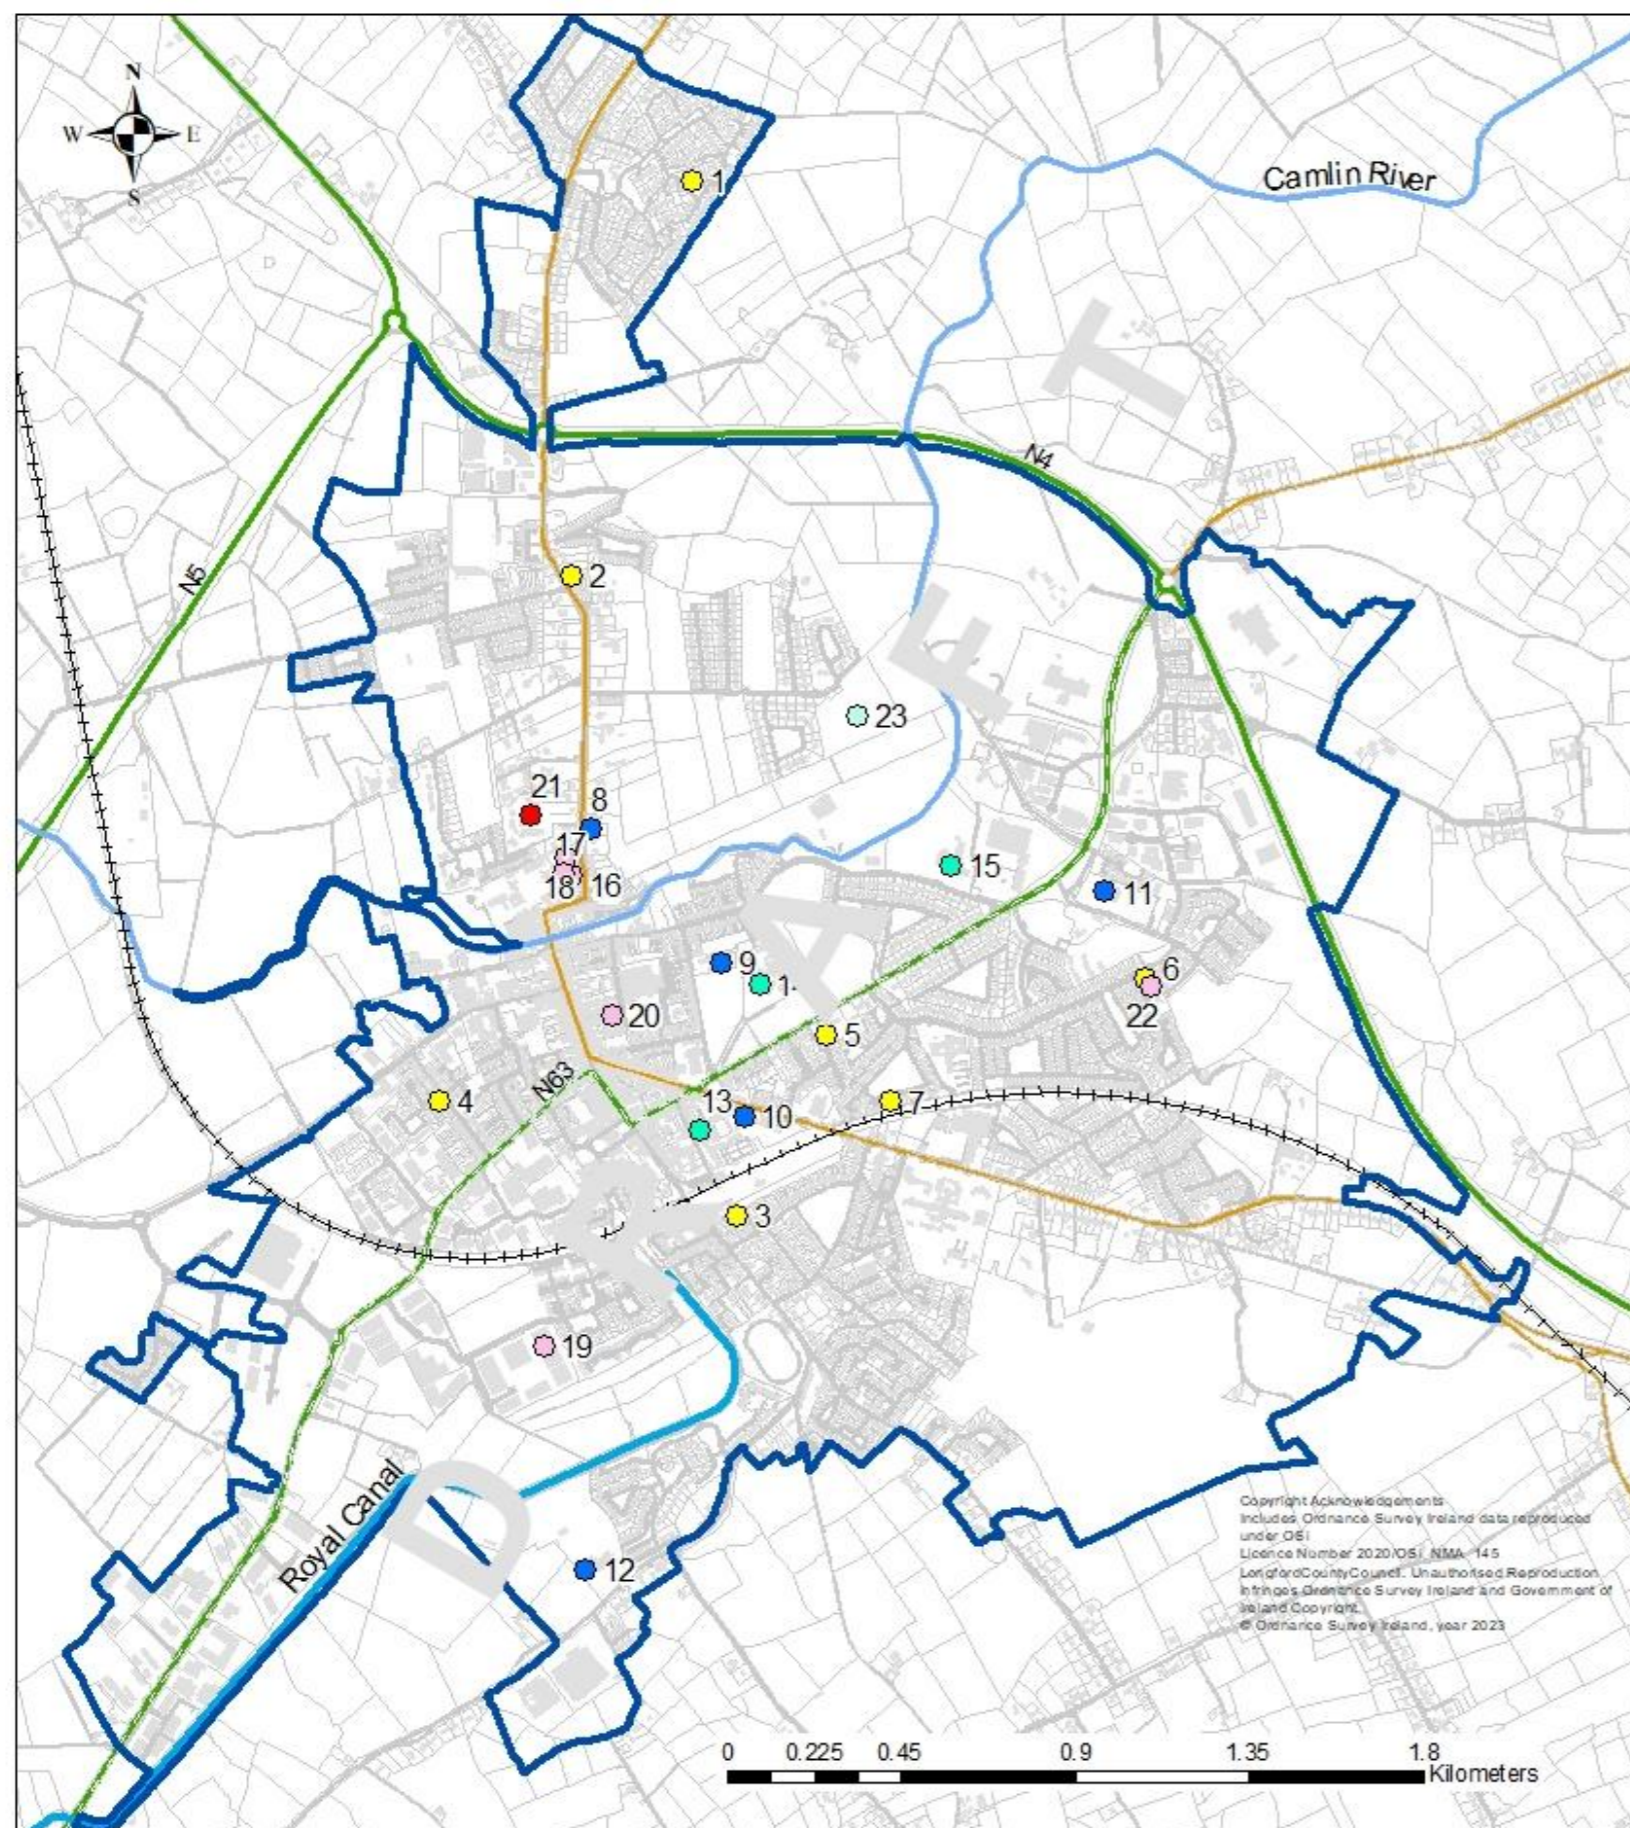 N
W E
S
D
1
Camlin River
T
N4
N5
2
F
23
21
8
17
18 16
15
11
A
9
1
6
22
20
5
N63
4
7
13
10
R
3
19
Royal Canal
D
12
Copyright Acknowledgements
Includes Ordnance Survey Ireland data reproduced
under OSi
Licence Number 2020/OSi_NMA_145
LongfordCountyCouncil. Unauthorised Reproduction
infringes Ordnance Survey Ireland and Government of
Ireland Copyright.
© Ordnance Survey Ireland, year 2023
0 0.225 0.45 0.9 1.35 1.8
Kilometers